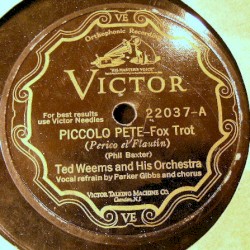 VE
Orthophonic Recording
"HIS MASTER'S VOICE"
VICTOR
For best results
use Victor Needles
22037-A
PICCOLO PETE-Fox Trot
(Perico el Flautín)
(Phil Baxter)
Ted Weems and his Orchestra
Vocal refrain by Parker Gibbs and chorus
VICTOR TALKING MACHINE CO.
Camden, N.J.
VE